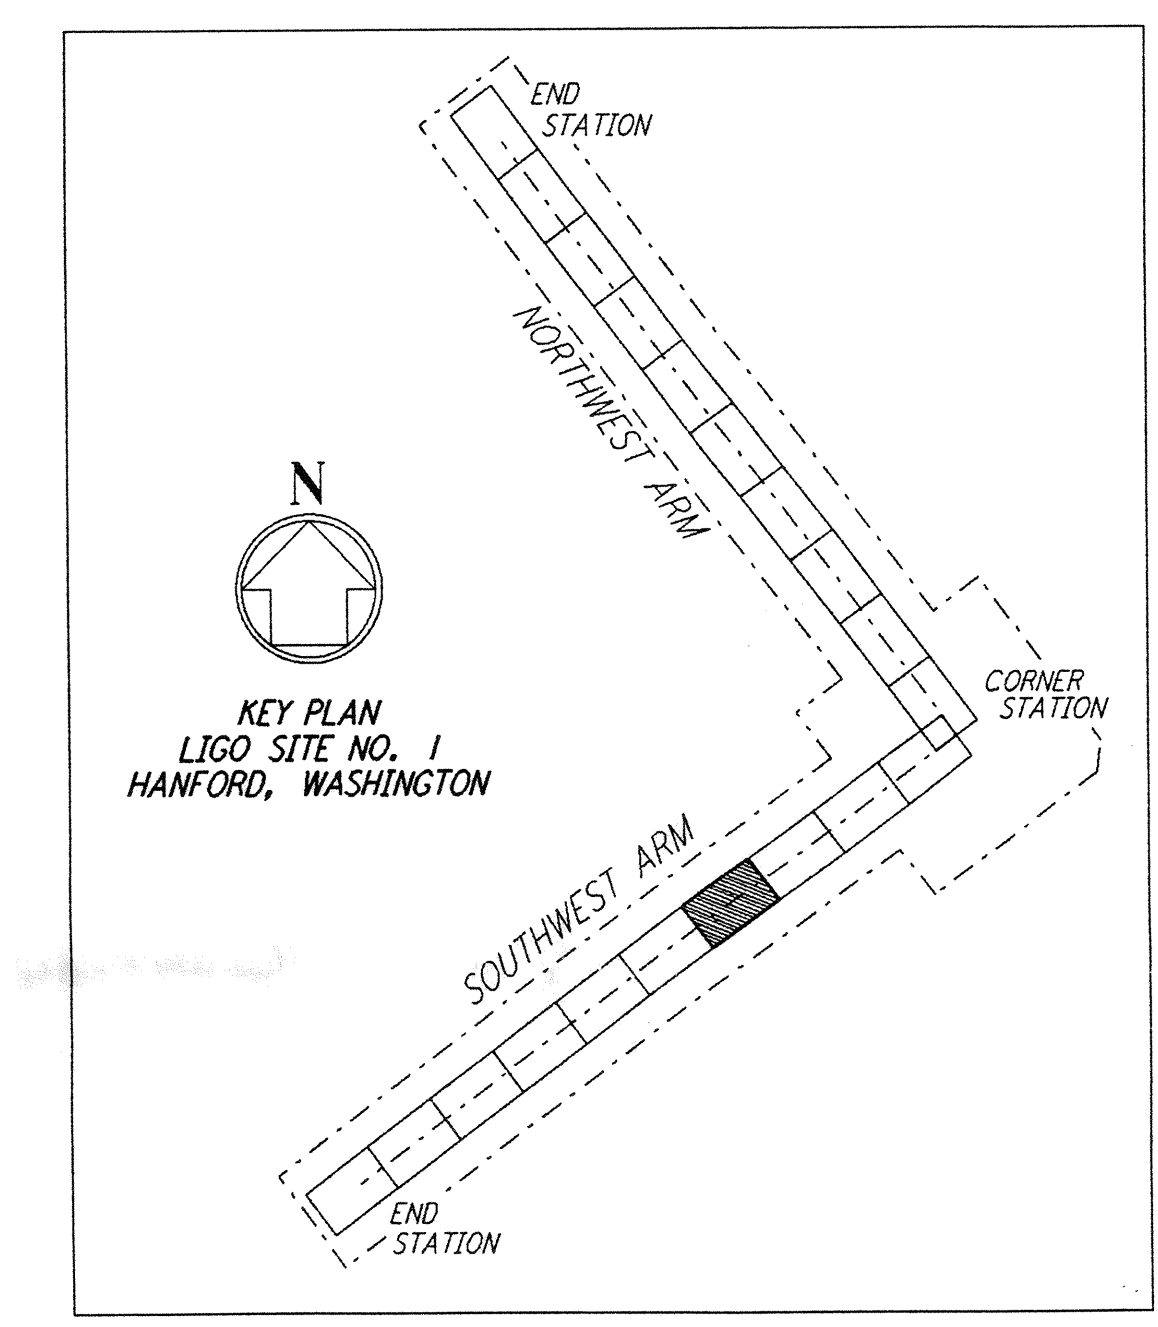 END
STATION
NORTHWEST ARM
N
CORNER
STATION
KEY PLAN
LIGO SITE NO. 1
HANFORD, WASHINGTON
SOUTHWEST ARM
END
STATION